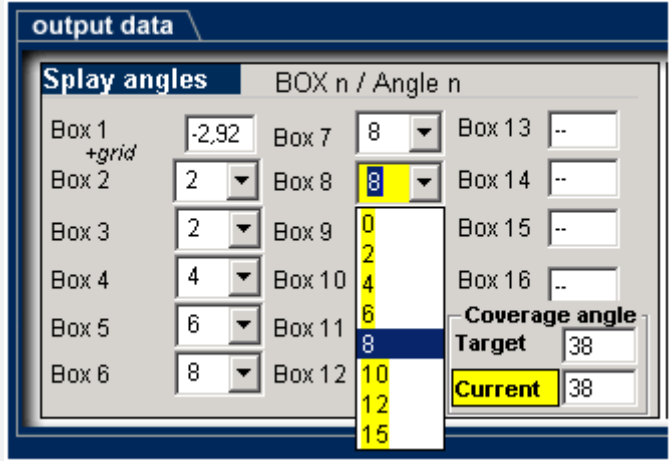 output data
Splay angles BOX n / Angle n
Box 1 -2,92 Box 7 8 Box 13 --
+grid
Box 2 2 Box 8 8 Box 14 --
Box 3 2 Box 9 0 Box 15 --
2
Box 4 4 Box 10 4 Box 16 --
6 Coverage angle
Box 5 6 Box 11 8 Target 38
Box 6 8 Box 12 10 Current 38
12
15